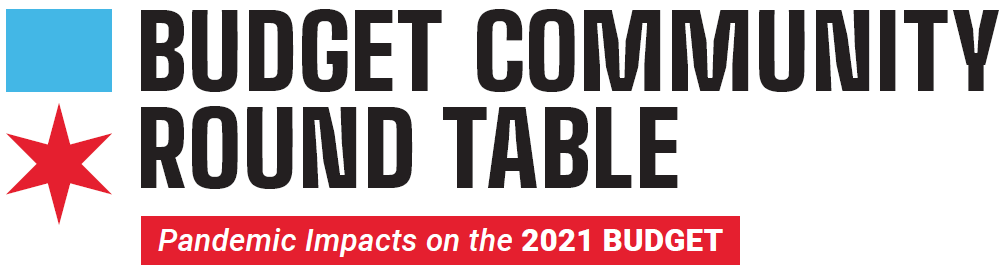 BUDGET COMMUNITY
ROUND TABLE
Pandemic Impacts on the 2021 BUDGET